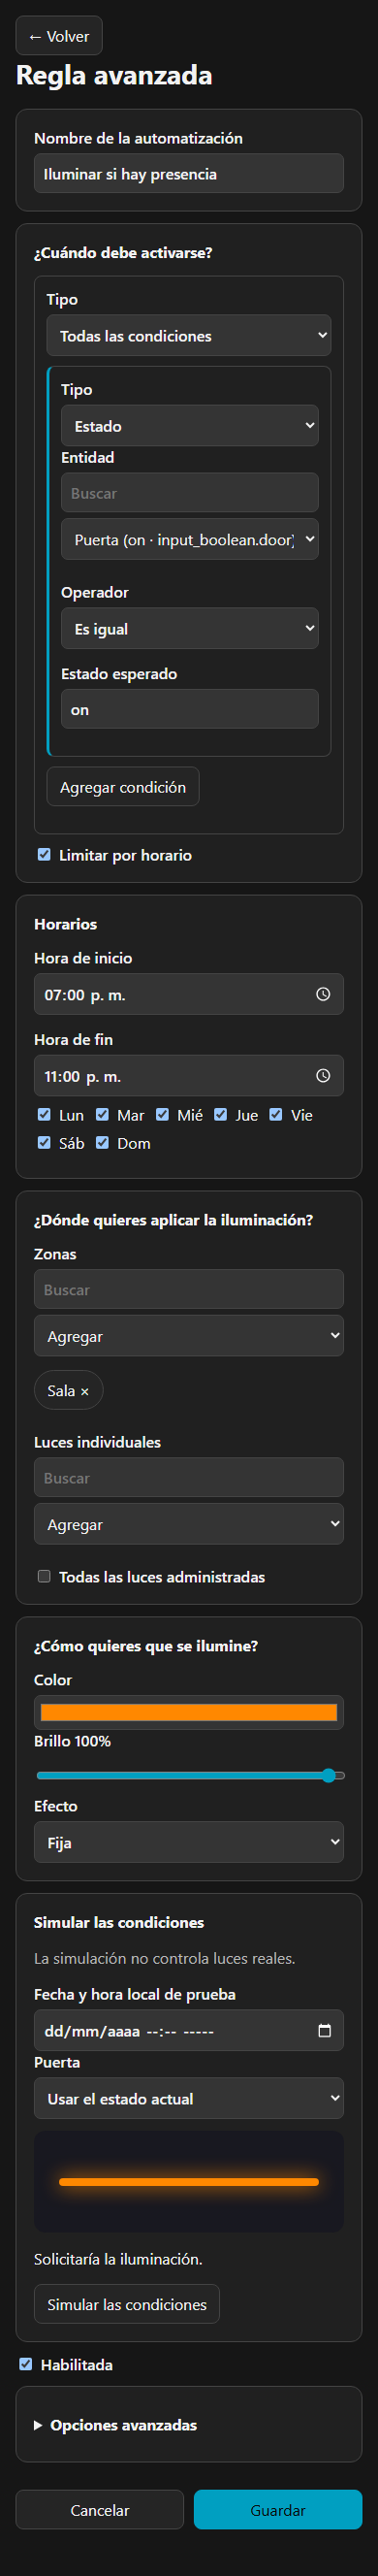 ← Volver
Regla avanzada
Nombre de la automatización
Iluminar si hay presencia
¿Cuándo debe activarse?
Tipo
Todas las condiciones
Tipo
Estado
Entidad
Buscar
Puerta (on · input_boolean.door)
Operador
Es igual
Estado esperado
on
Agregar condición
Limitar por horario
Horarios
Hora de inicio
07:00 p. m.
Hora de fin
11:00 p. m.
Lun Mar Mié Jue Vie
Sáb Dom
¿Dónde quieres aplicar la iluminación?
Zonas
Buscar
Agregar
Sala ×
Luces individuales
Buscar
Agregar
Todas las luces administradas
¿Cómo quieres que se ilumine?
Color
Brillo 100%
Efecto
Fija
Simular las condiciones
La simulación no controla luces reales.
Fecha y hora local de prueba
dd/mm/aaaa --:-- -----
Puerta
Usar el estado actual
Solicitaría la iluminación.
Simular las condiciones
Habilitada
Opciones avanzadas
Cancelar Guardar